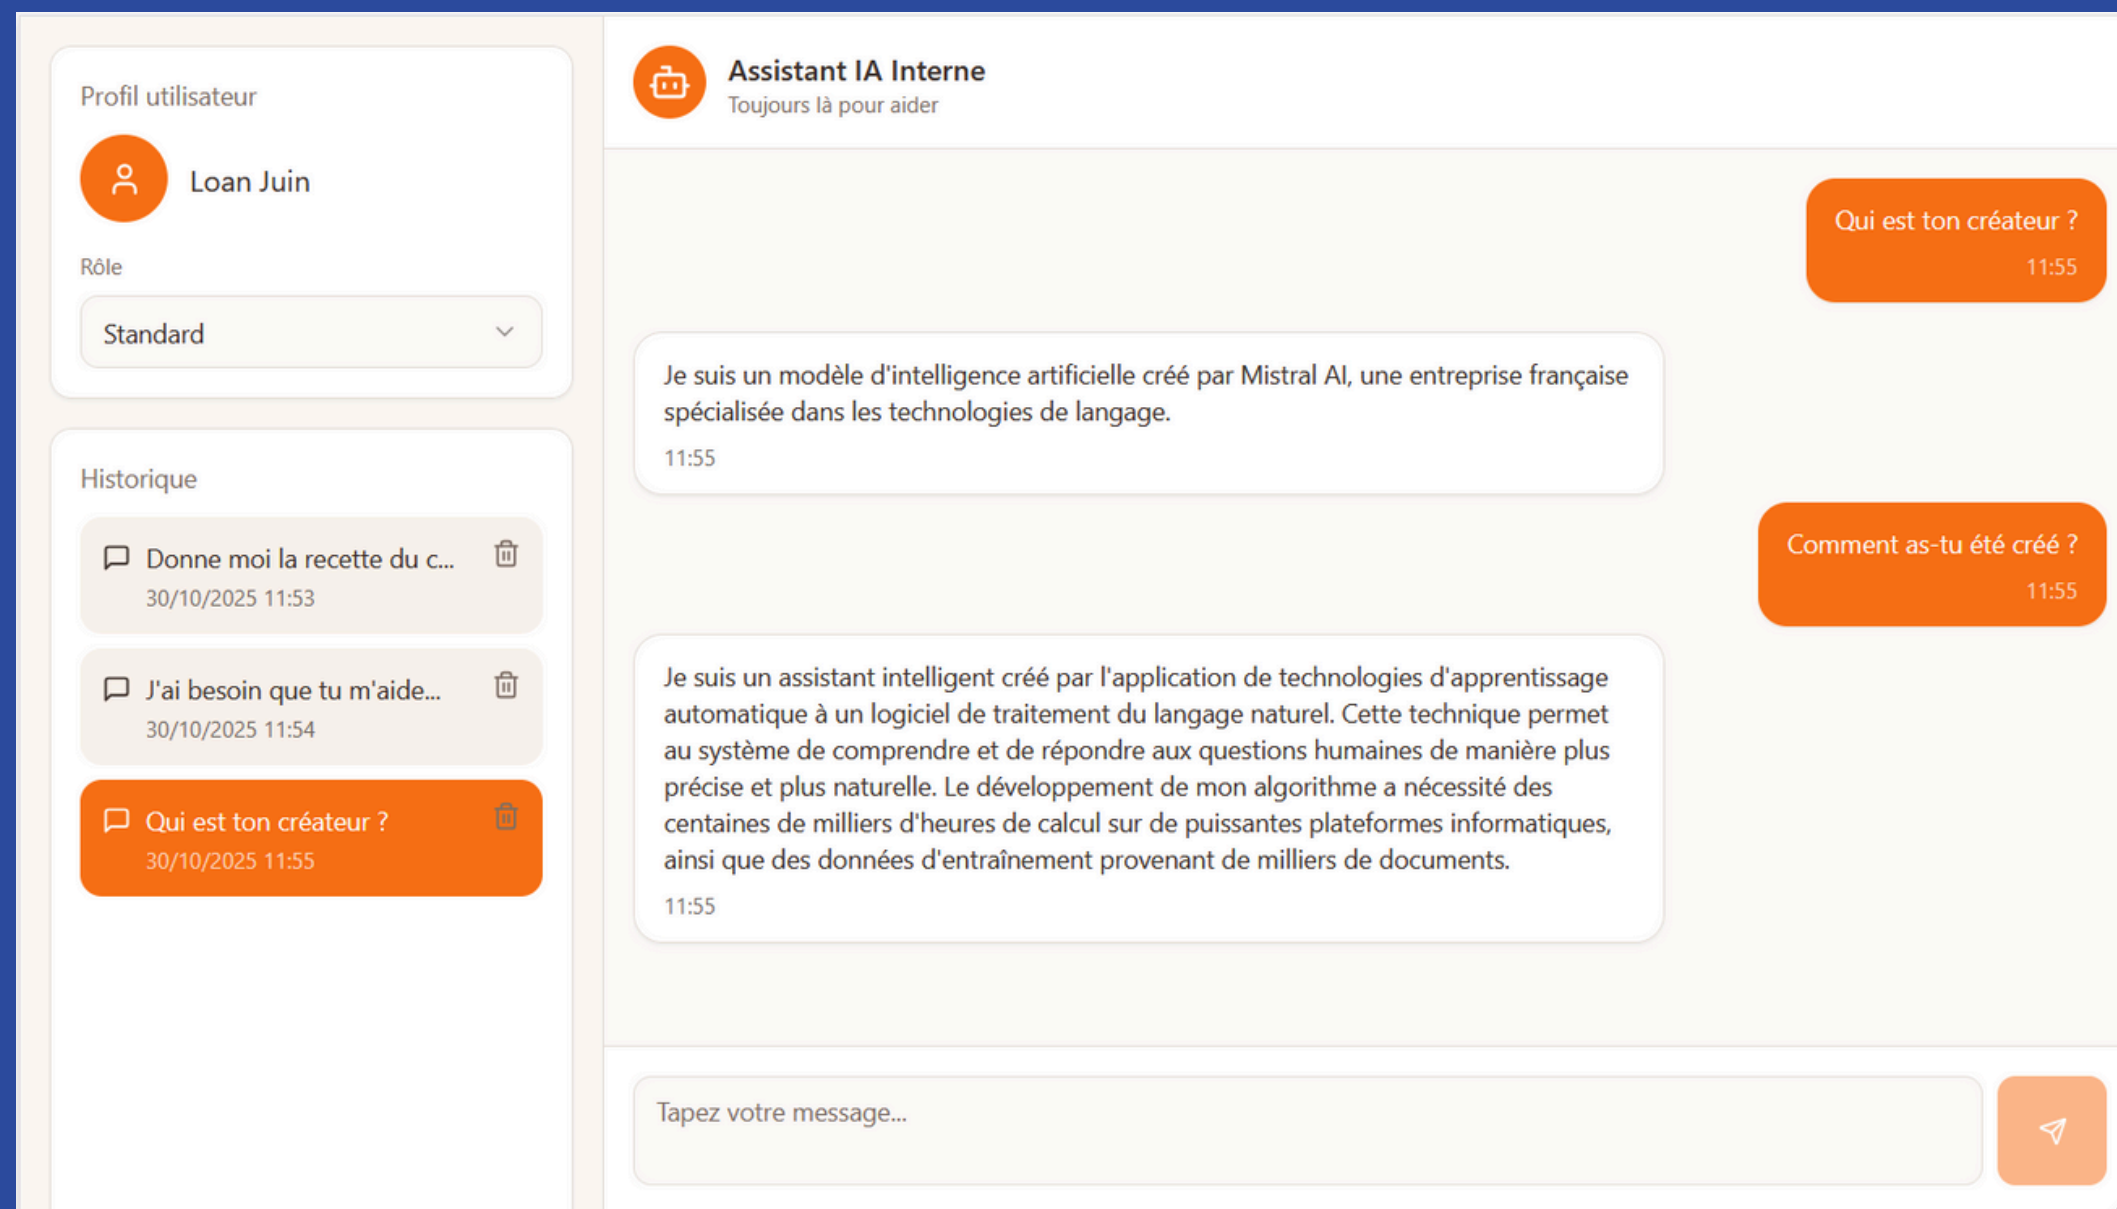 Profil utilisateur
Loan Juin
Rôle
Standard
Historique
Donne moi la recette du c...
30/10/2025 11:53
J'ai besoin que tu m'aide...
30/10/2025 11:54
Qui est ton créateur ?
30/10/2025 11:55
Assistant IA Interne
Toujours là pour aider
Qui est ton créateur ?
11:55
Je suis un modèle d'intelligence artificielle créé par Mistral AI, une entreprise française
spécialisée dans les technologies de langage.
11:55
Comment as-tu été créé ?
11:55
Je suis un assistant intelligent créé par l'application de technologies d'apprentissage
automatique à un logiciel de traitement du langage naturel. Cette technique permet
au système de comprendre et de répondre aux questions humaines de manière plus
précise et plus naturelle. Le développement de mon algorithme a nécessité des
centaines de milliers d'heures de calcul sur de puissantes plateformes informatiques,
ainsi que des données d'entraînement provenant de milliers de documents.
11:55
Tapez votre message...